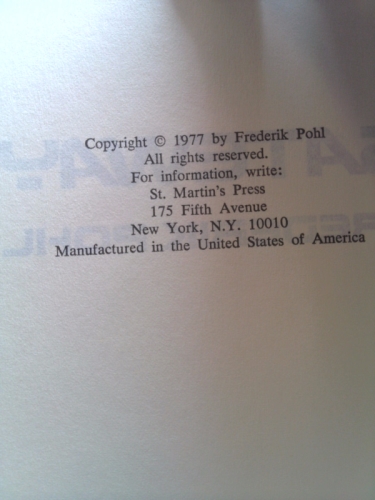 Copyright © 1977 by Frederik Pohl
All rights reserved.
For information, write:
St. Martin's Press
175 Fifth Avenue
New York, N.Y. 10010
Manufactured in the United States of America